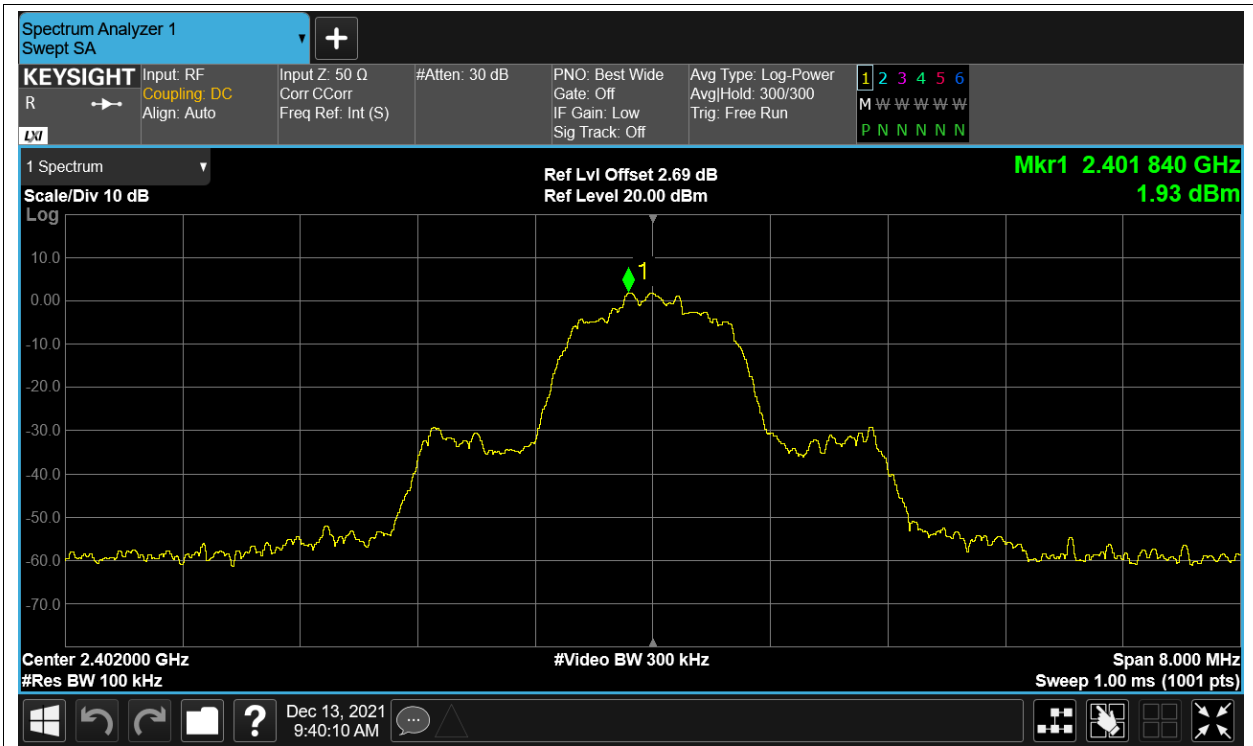 Spectrum Analyzer 1
Swept SA
KEYSIGHT
R
LXI
Input: RF
Coupling: DC
Align: Auto
Input Z: 50 Ω
Corr CCorr
Freq Ref: Int (S)
#Atten: 30 dB
PNO: Best Wide
Gate: Off
IF Gain: Low
Sig Track: Off
Avg Type: Log-Power
Avg|Hold: 300/300
Trig: Free Run
1 2 3 4 5 6
M W W W W W
P N N N N N
1 Spectrum
Scale/Div 10 dB
Log
Ref Lvl Offset 2.69 dB
Ref Level 20.00 dBm
Mkr1 2.401 840 GHz
1.93 dBm
10.0
1
0.00
-10.0
-20.0
-30.0
-40.0
-50.0
-60.0
-70.0
Center 2.402000 GHz
#Res BW 100 kHz
#Video BW 300 kHz
Span 8.000 MHz
Sweep 1.00 ms (1001 pts)
?
Dec 13, 2021
9:40:10 AM